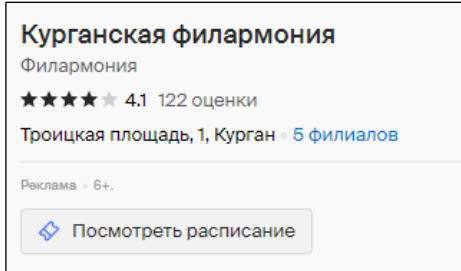 Курганская филармония
Филармония
4.1 122 оценки
Троицкая площадь, 1, Курган • 5 филиалов
Реклама • 6+.
Посмотреть расписание